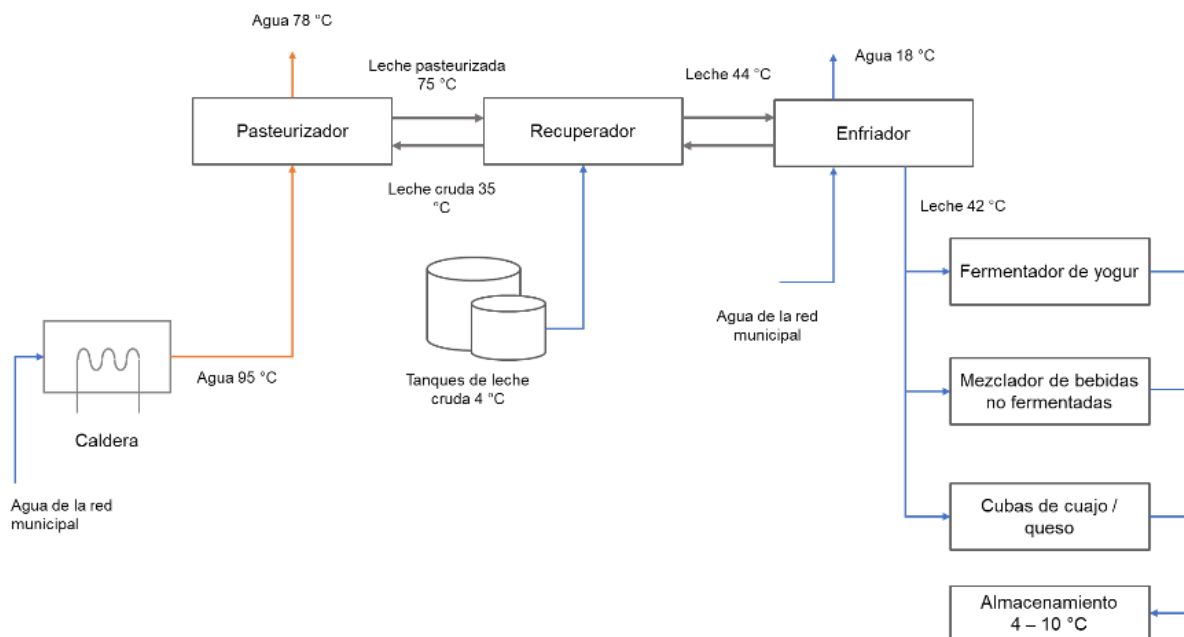 Agua 78 °C
Leche pasteurizada
75 °C
Leche 44 °C
Agua 18 °C
Pasteurizador
Recuperador
Enfriador
Leche cruda 35
°C
Leche 42 °C
Fermentador de yogur
Agua de la red
municipal
Agua 95 °C
Tanques de leche
cruda 4 °C
Mezclador de bebidas
no fermentadas
Caldera
Agua de la red
municipal
Cubas de cuajo /
queso
Almacenamiento
4 – 10 °C